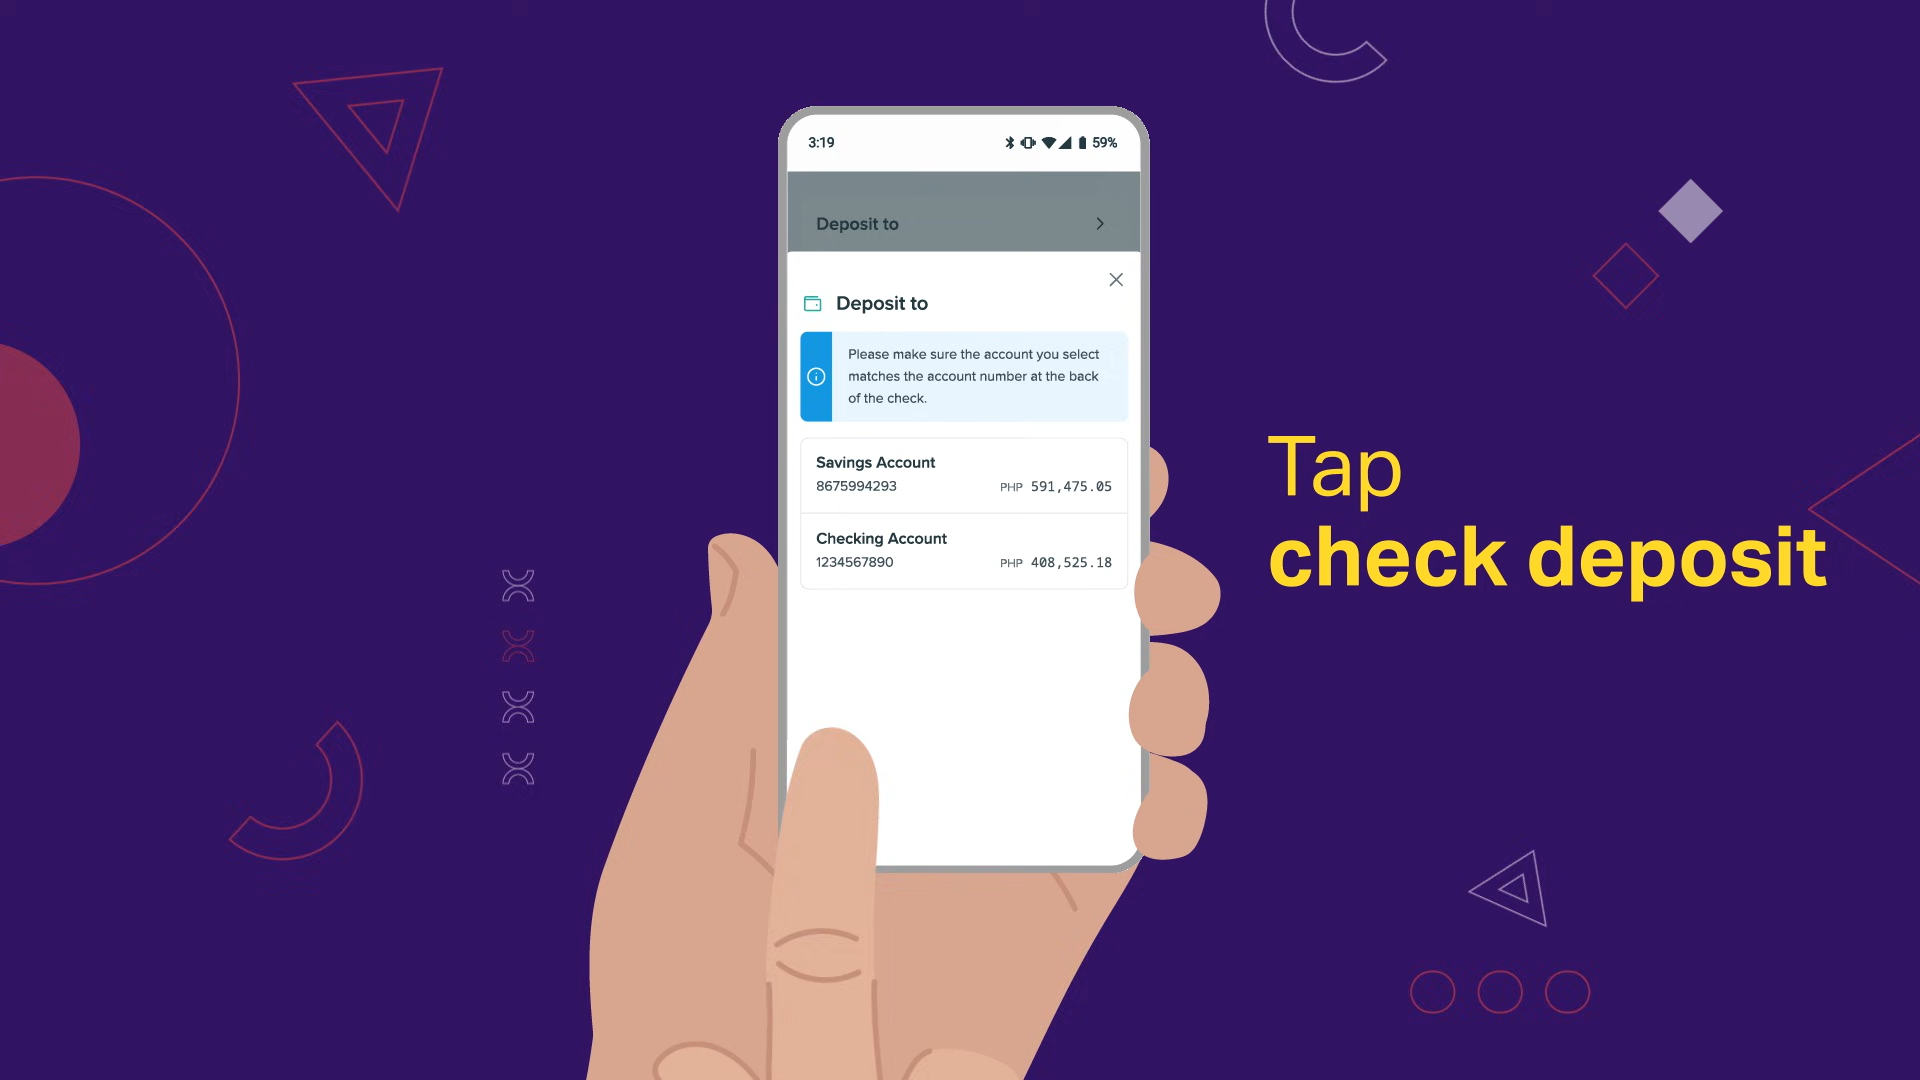 3:19
59%
Deposit to
Deposit to
Please make sure the account you select
matches the account number at the back
of the check.
Savings Account
8675994293
PHP 591,475.05
Checking Account
1234567890
PHP 408,525.18
Tap
check deposit